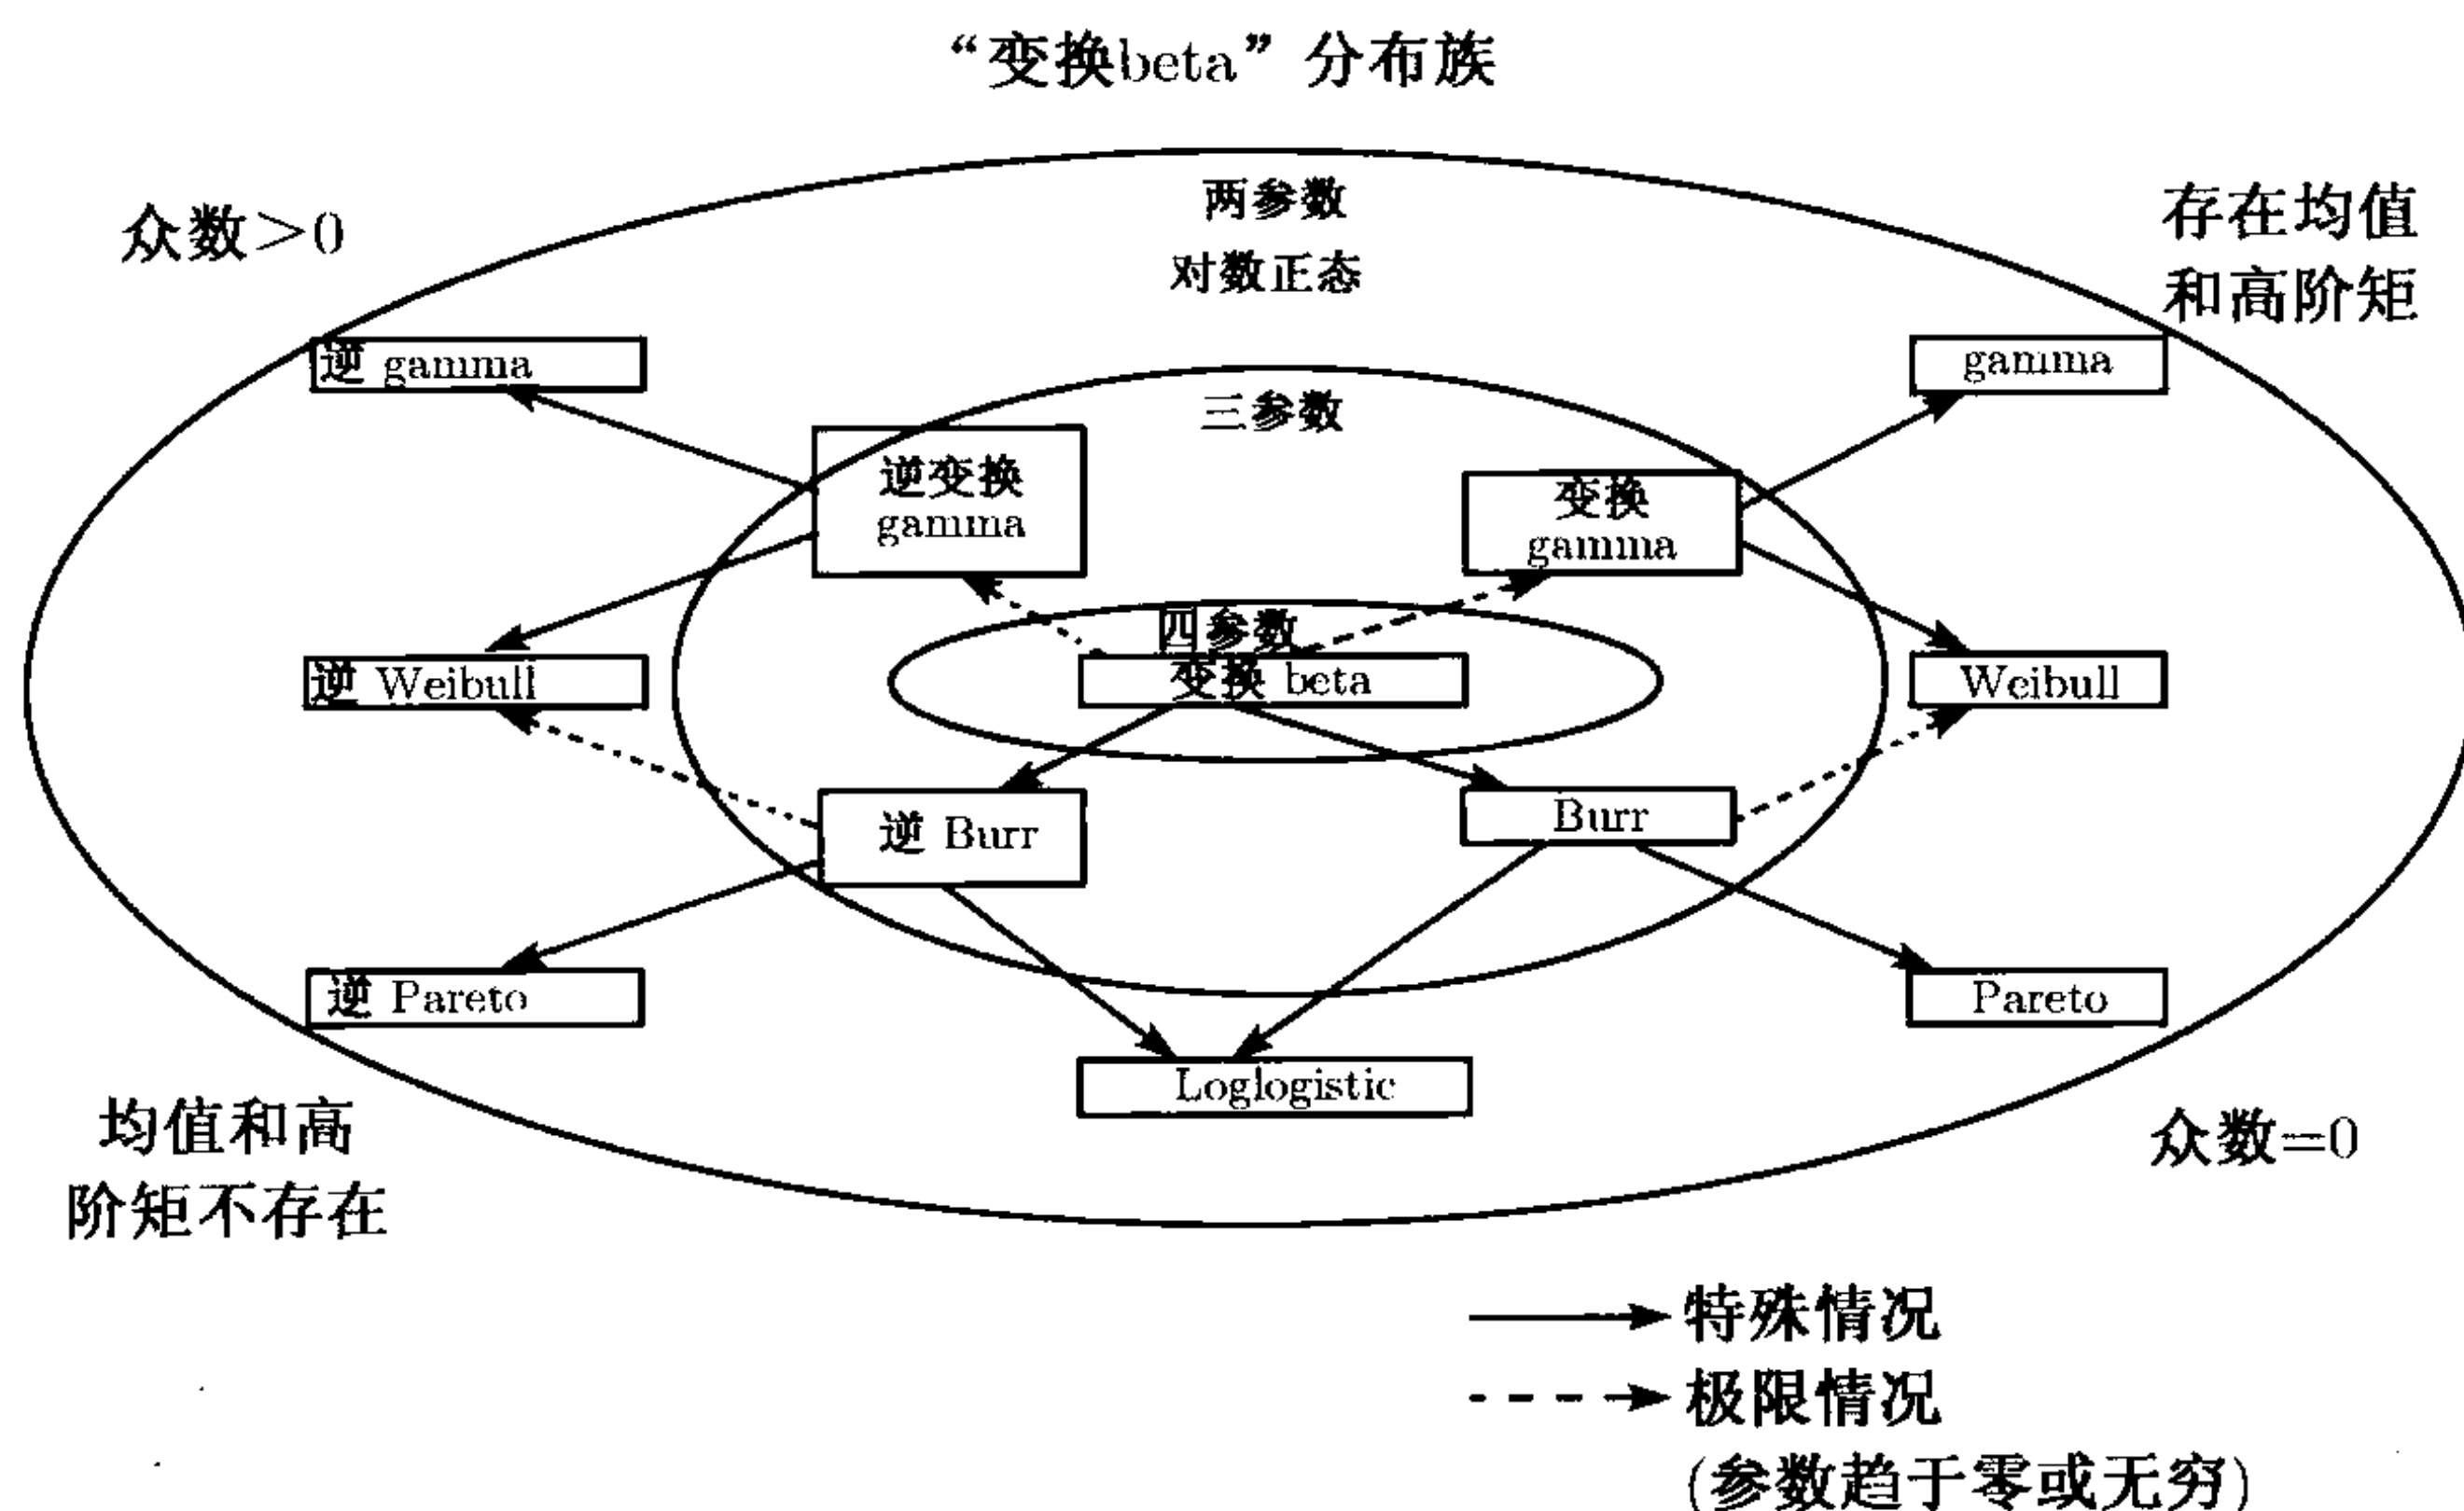 “变换beta”分布族
两参数
众数>0
存在均值
和高阶矩
对数正态
逆 gamma
gamma
三参数
逆变换
gamma
变换
gamma
四参数
逆 Weibull
变换 beta
Weibull
逆 Burr
Burr
逆 Pareto
Pareto
Loglogistic
均值和高
阶矩不存在
众数=0
特殊情况
极限情况
(参数趋于零或无穷)